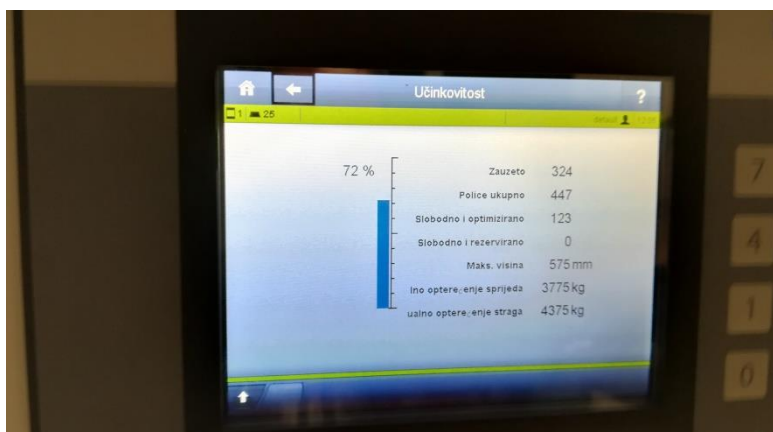 Učinkovitost ?
1 25 default
72 %
Zauzeto 324
Police ukupno 447
Slobodno i optimizirano 123
Slobodno i rezervirano 0
Maks. visina 575 mm
lno optere,enje sprijeda 3775 kg
ualno optere,enje straga 4375 kg
7
4
1
0